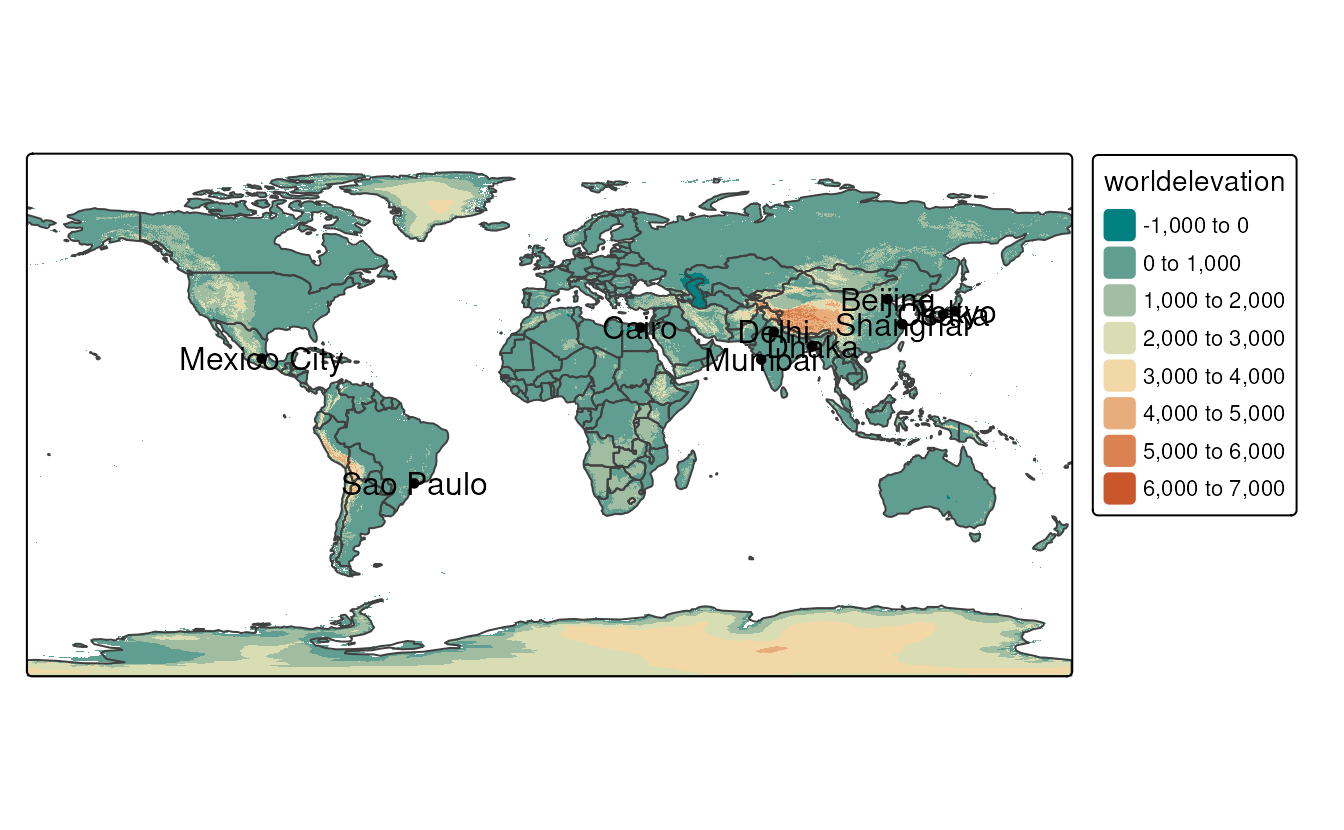 worldelevation
-1,000 to 0
0 to 1,000
1,000 to 2,000
2,000 to 3,000
3,000 to 4,000
4,000 to 5,000
5,000 to 6,000
6,000 to 7,000
Beijing
Tokyo
Shanghai
Cairo
Delhi
Dhaka
Mumbai
Mexico City
Sao Paulo